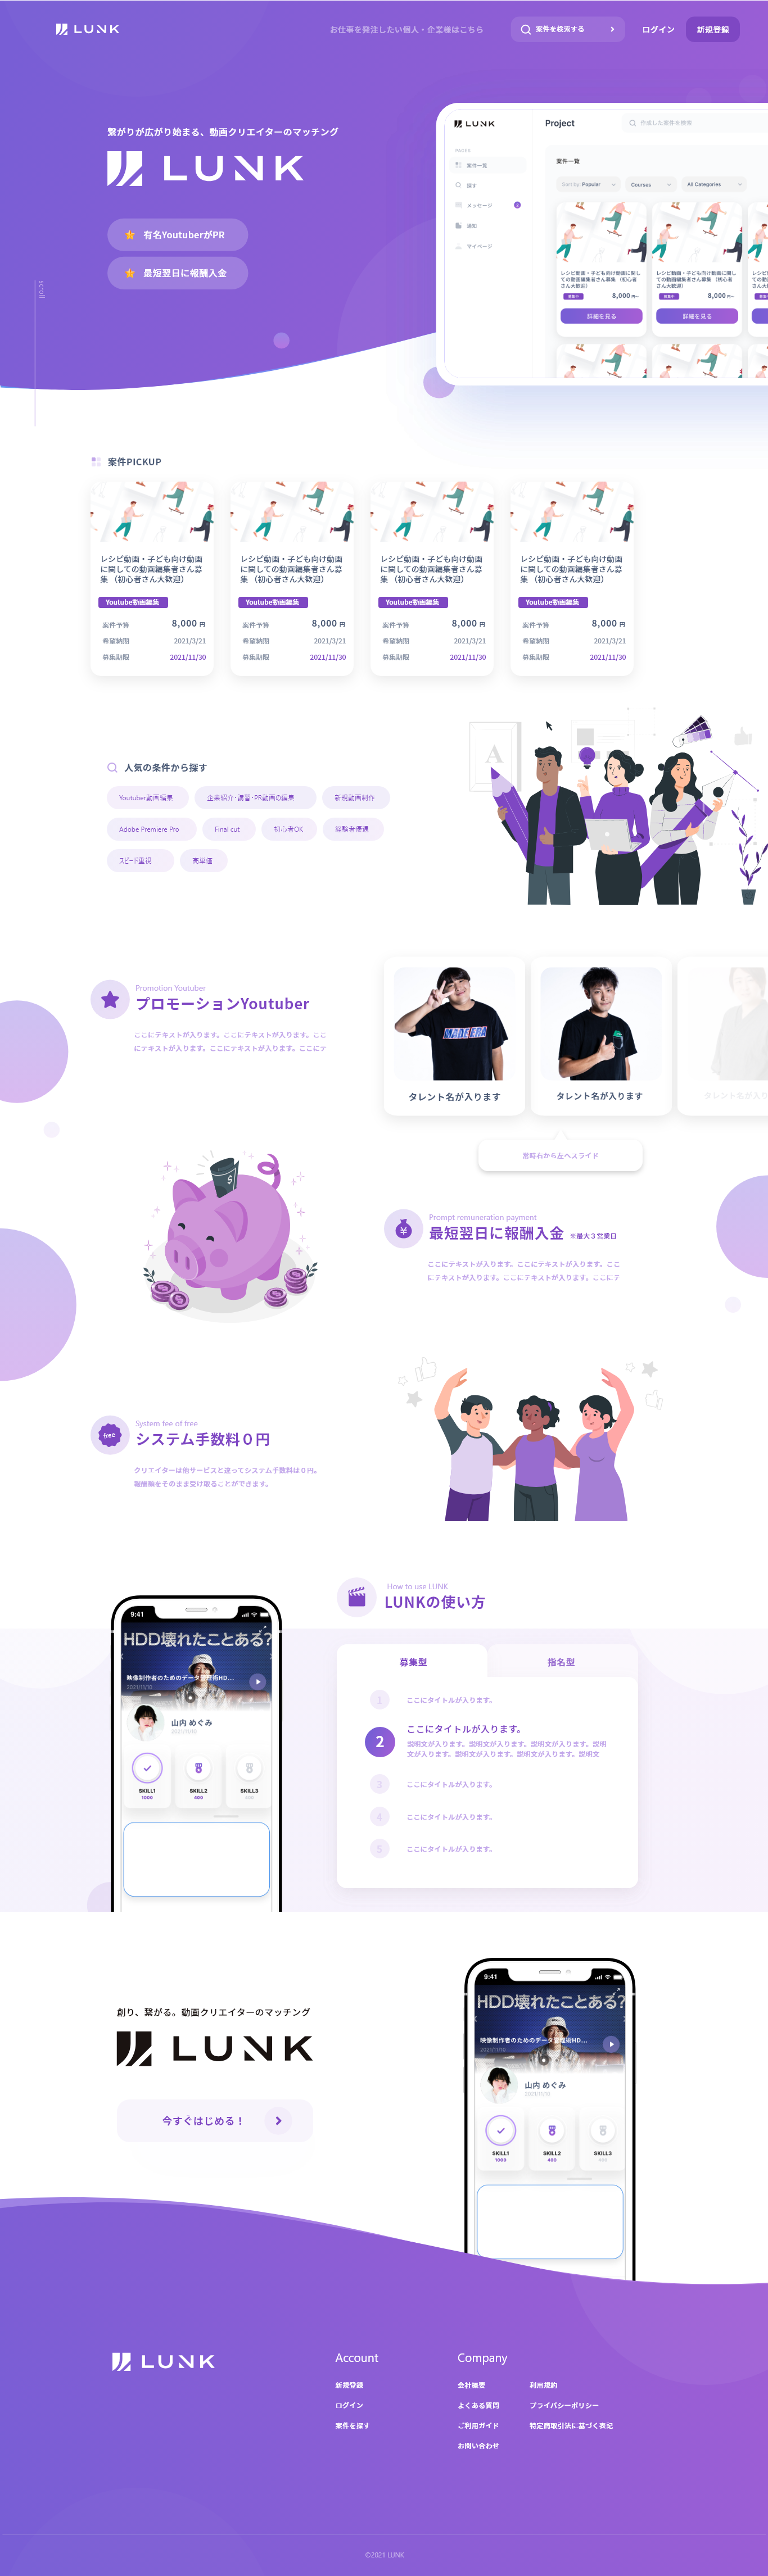 LUNK
お仕事を発注したい個人・企業様はこちら
案件を検索する
ログイン
新規登録
繋がりが広がり始まる、動画クリエイターのマッチング
LUNK
有名YoutuberがPR
最短翌日に報酬入金
scroll
LUNK
Project
作成した案件を検索
PAGES
案件一覧
探す
メッセージ
通知
マイページ
案件一覧
Sort by: Popular
Courses
All Categories
レシピ動画・子ども向け動画に関し
ての動画編集者さん募集 （初心者
さん大歓迎）
募集中
8,000 円~
詳細を見る
レシピ動画・子ども向け動画に関し
ての動画編集者さん募集 （初心者
さん大歓迎）
募集中
8,000 円~
詳細を見る
案件PICKUP
レシピ動画・子ども向け動画
に関しての動画編集者さん募
集 （初心者さん大歓迎）
Youtube動画編集
案件予算 8,000 円
希望納期 2021/3/21
募集期限 2021/11/30
レシピ動画・子ども向け動画
に関しての動画編集者さん募
集 （初心者さん大歓迎）
Youtube動画編集
案件予算 8,000 円
希望納期 2021/3/21
募集期限 2021/11/30
レシピ動画・子ども向け動画
に関しての動画編集者さん募
集 （初心者さん大歓迎）
Youtube動画編集
案件予算 8,000 円
希望納期 2021/3/21
募集期限 2021/11/30
レシピ動画・子ども向け動画
に関しての動画編集者さん募
集 （初心者さん大歓迎）
Youtube動画編集
案件予算 8,000 円
希望納期 2021/3/21
募集期限 2021/11/30
人気の条件から探す
Youtuber動画編集
企業紹介･講習･PR動画の編集
新規動画制作
Adobe Premiere Pro
Final cut
初心者OK
経験者優遇
スピード重視
高単価
A
Promotion Youtuber
プロモーションYoutuber
ここにテキストが入ります。ここにテキストが入ります。ここ
にテキストが入ります。ここにテキストが入ります。ここにテ
タレント名が入ります
タレント名が入ります
タレント名が入り
常時右から左へスライド
$
Prompt remuneration payment
最短翌日に報酬入金 ※最大３営業日
ここにテキストが入ります。ここにテキストが入ります。ここ
にテキストが入ります。ここにテキストが入ります。ここにテ
free
System fee of free
システム手数料０円
クリエイターは他サービスと違ってシステム手数料は０円。
報酬額をそのまま受け取ることができます。
How to use LUNK
LUNKの使い方
9:41
HDD壊れたことある?
映像制作者のためのデータ管理術HD...
2021/11/10
山内 めぐみ
2021/11/30
SKILL1
1000
SKILL2
400
SKILL3
募集型
指名型
1
ここにタイトルが入ります。
2
ここにタイトルが入ります。
説明文が入ります。説明文が入ります。説明文が入ります。説明
文が入ります。説明文が入ります。説明文が入ります。説明文
3
ここにタイトルが入ります。
4
ここにタイトルが入ります。
5
ここにタイトルが入ります。
創り、繋がる。動画クリエイターのマッチング
LUNK
今すぐはじめる！
9:41
HDD壊れたことある?
映像制作者のためのデータ管理術HD...
2021/11/10
山内 めぐみ
2021/11/30
SKILL1
1000
SKILL2
400
SKILL3
LUNK
Account
新規登録
ログイン
案件を探す
Company
会社概要
よくある質問
ご利用ガイド
お問い合わせ
利用規約
プライバシーポリシー
特定商取引法に基づく表記
©2021 LUNK